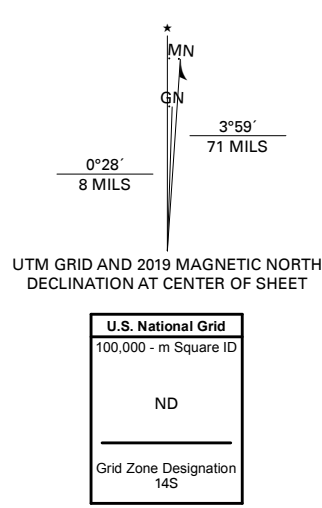 ★
MN
GN
3°59´
71 MILS
0°28´
8 MILS
UTM GRID AND 2019 MAGNETIC NORTH
DECLINATION AT CENTER OF SHEET
U.S. National Grid
100,000 - m Square ID
ND
Grid Zone Designation
14S